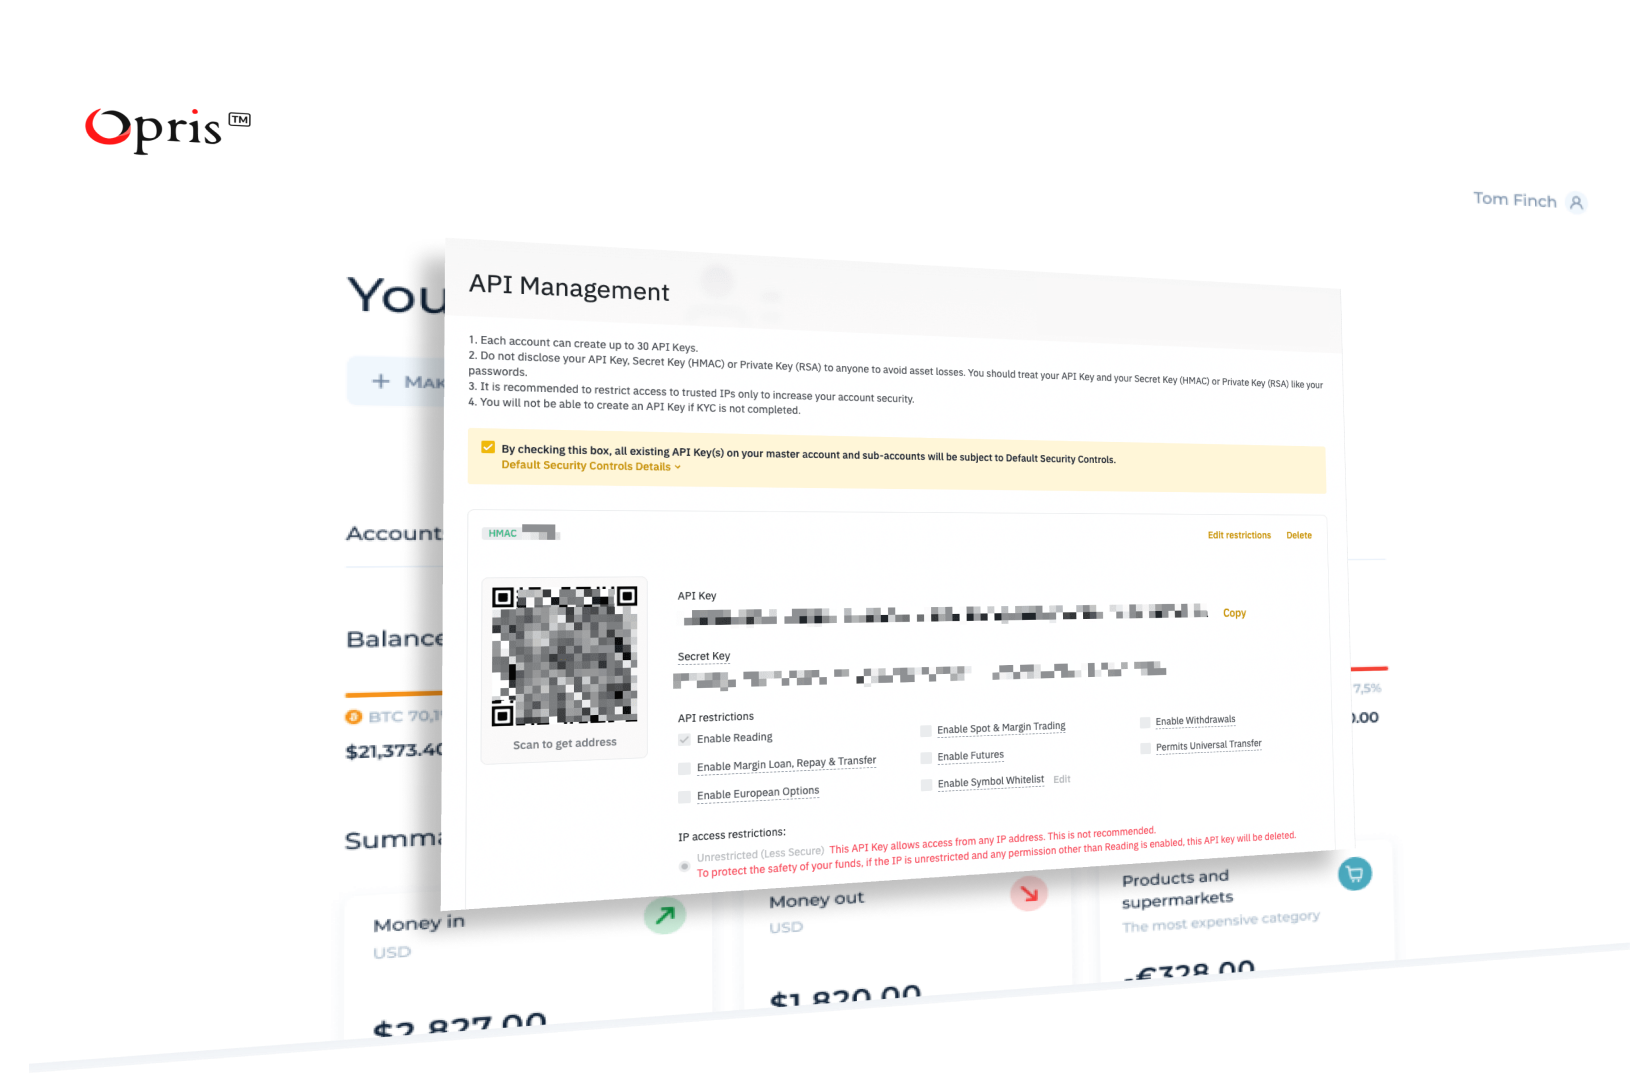 Opris TM
Tom Finch
You
API Management
1. Each account can create up to 30 API Keys.
2. Do not disclose your API Key, Secret Key (HMAC) or Private Key (RSA) to anyone to avoid asset losses. You should treat your API Key and your Secret Key (HMAC) or Private Key (RSA) like your
passwords.
3. It is recommended to restrict access to trusted IPs only to increase your account security.
4. You will not be able to create an API Key if KYC is not completed.
+ MAK
By checking this box, all existing API Key(s) on your master account and sub-accounts will be subject to Default Security Controls.
Default Security Controls Details
Account
HMAC
Edit restrictions Delete
API Key
Copy
Secret Key
Balance
Scan to get address
API restrictions
Enable Reading
Enable Spot & Margin Trading
Enable Withdrawals
Enable Margin Loan, Repay & Transfer
Enable Futures
Permits Universal Transfer
Enable European Options
Enable Symbol Whitelist Edit
BTC 70,1
7,5%
$21,373.40
0.00
IP access restrictions:
Unrestricted (Less Secure) This API Key allows access from any IP address. This is not recommended.
To protect the safety of your funds, if the IP is unrestricted and any permission other than Reading is enabled, this API key will be deleted.
Summa
Money in
USD
$2 827.00
Money out
USD
$1 820.00
Products and
supermarkets
The most expensive category
-€328.00